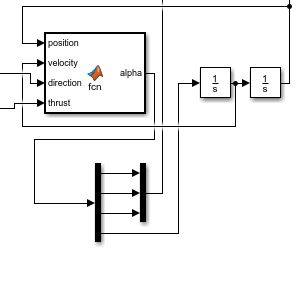 position
velocity
direction
thrust
fcn
alpha
1
s
1
s